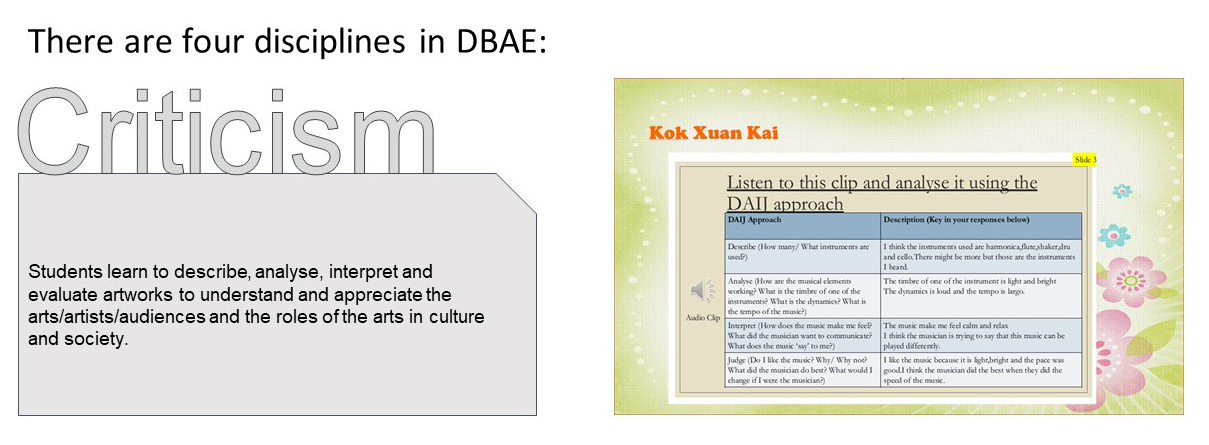 There are four disciplines in DBAE:
Criticism
Students learn to describe, analyse, interpret and
evaluate artworks to understand and appreciate the
arts/artists/audiences and the roles of the arts in culture
and society.
Kok Xuan Kai
Slide 3
Listen to this clip and analyse it using the
DAIJ approach
DAIJ Approach
Description (Key in your responses below)
Describe (How many/ What instruments are
used?)
I think the instruments used are harmonica,flute,shaker,dru
and cello.There might be more but those are the instruments
I heard.
Analyse (How are the musical elements
working? What is the timbre of one of the
instruments? What is the dynamics? What is
the tempo of the music?)
The timbre of one of the instrument is light and bright
The dynamics is loud and the tempo is largo.
Audio Clip
Interpret (How does the music make me feel?
What did the musician want to communicate?
What does the music 'say' to me?)
The music make me feel calm and relax
I think the musician is trying to say that this music can be
played differently.
Judge (Do I like the music? Why/ Why not?
What did the musician do best? What would I
change if I were the musician?)
I like the music because it is light,bright and the pace was
good.I think the musician did the best when they did the
speed of the music.